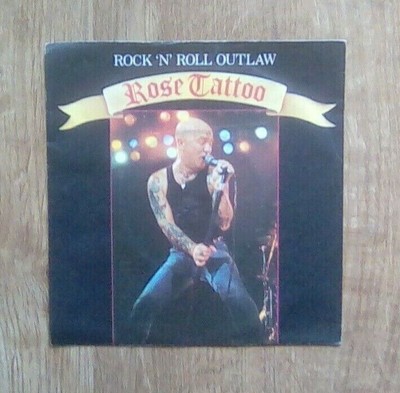 ROCK 'N' ROLL OUTLAW
Rose Tattoo